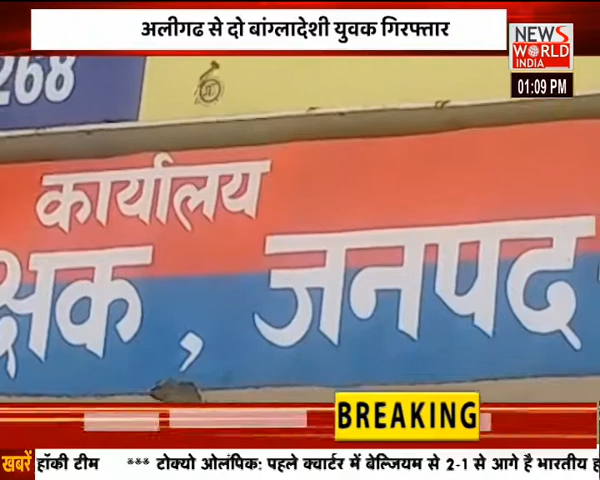 अलीगढ से दो बांग्लादेशी युवक गिरफ्तार
NEWS
WORLD
INDIA
01:09 PM
268
कार्यालय
क्षक , जनपद
BREAKING
खबरें हॉकी टीम *** टोक्यो ओलंपिक: पहले क्वार्टर में बेल्जियम से 2-1 से आगे है भारतीय